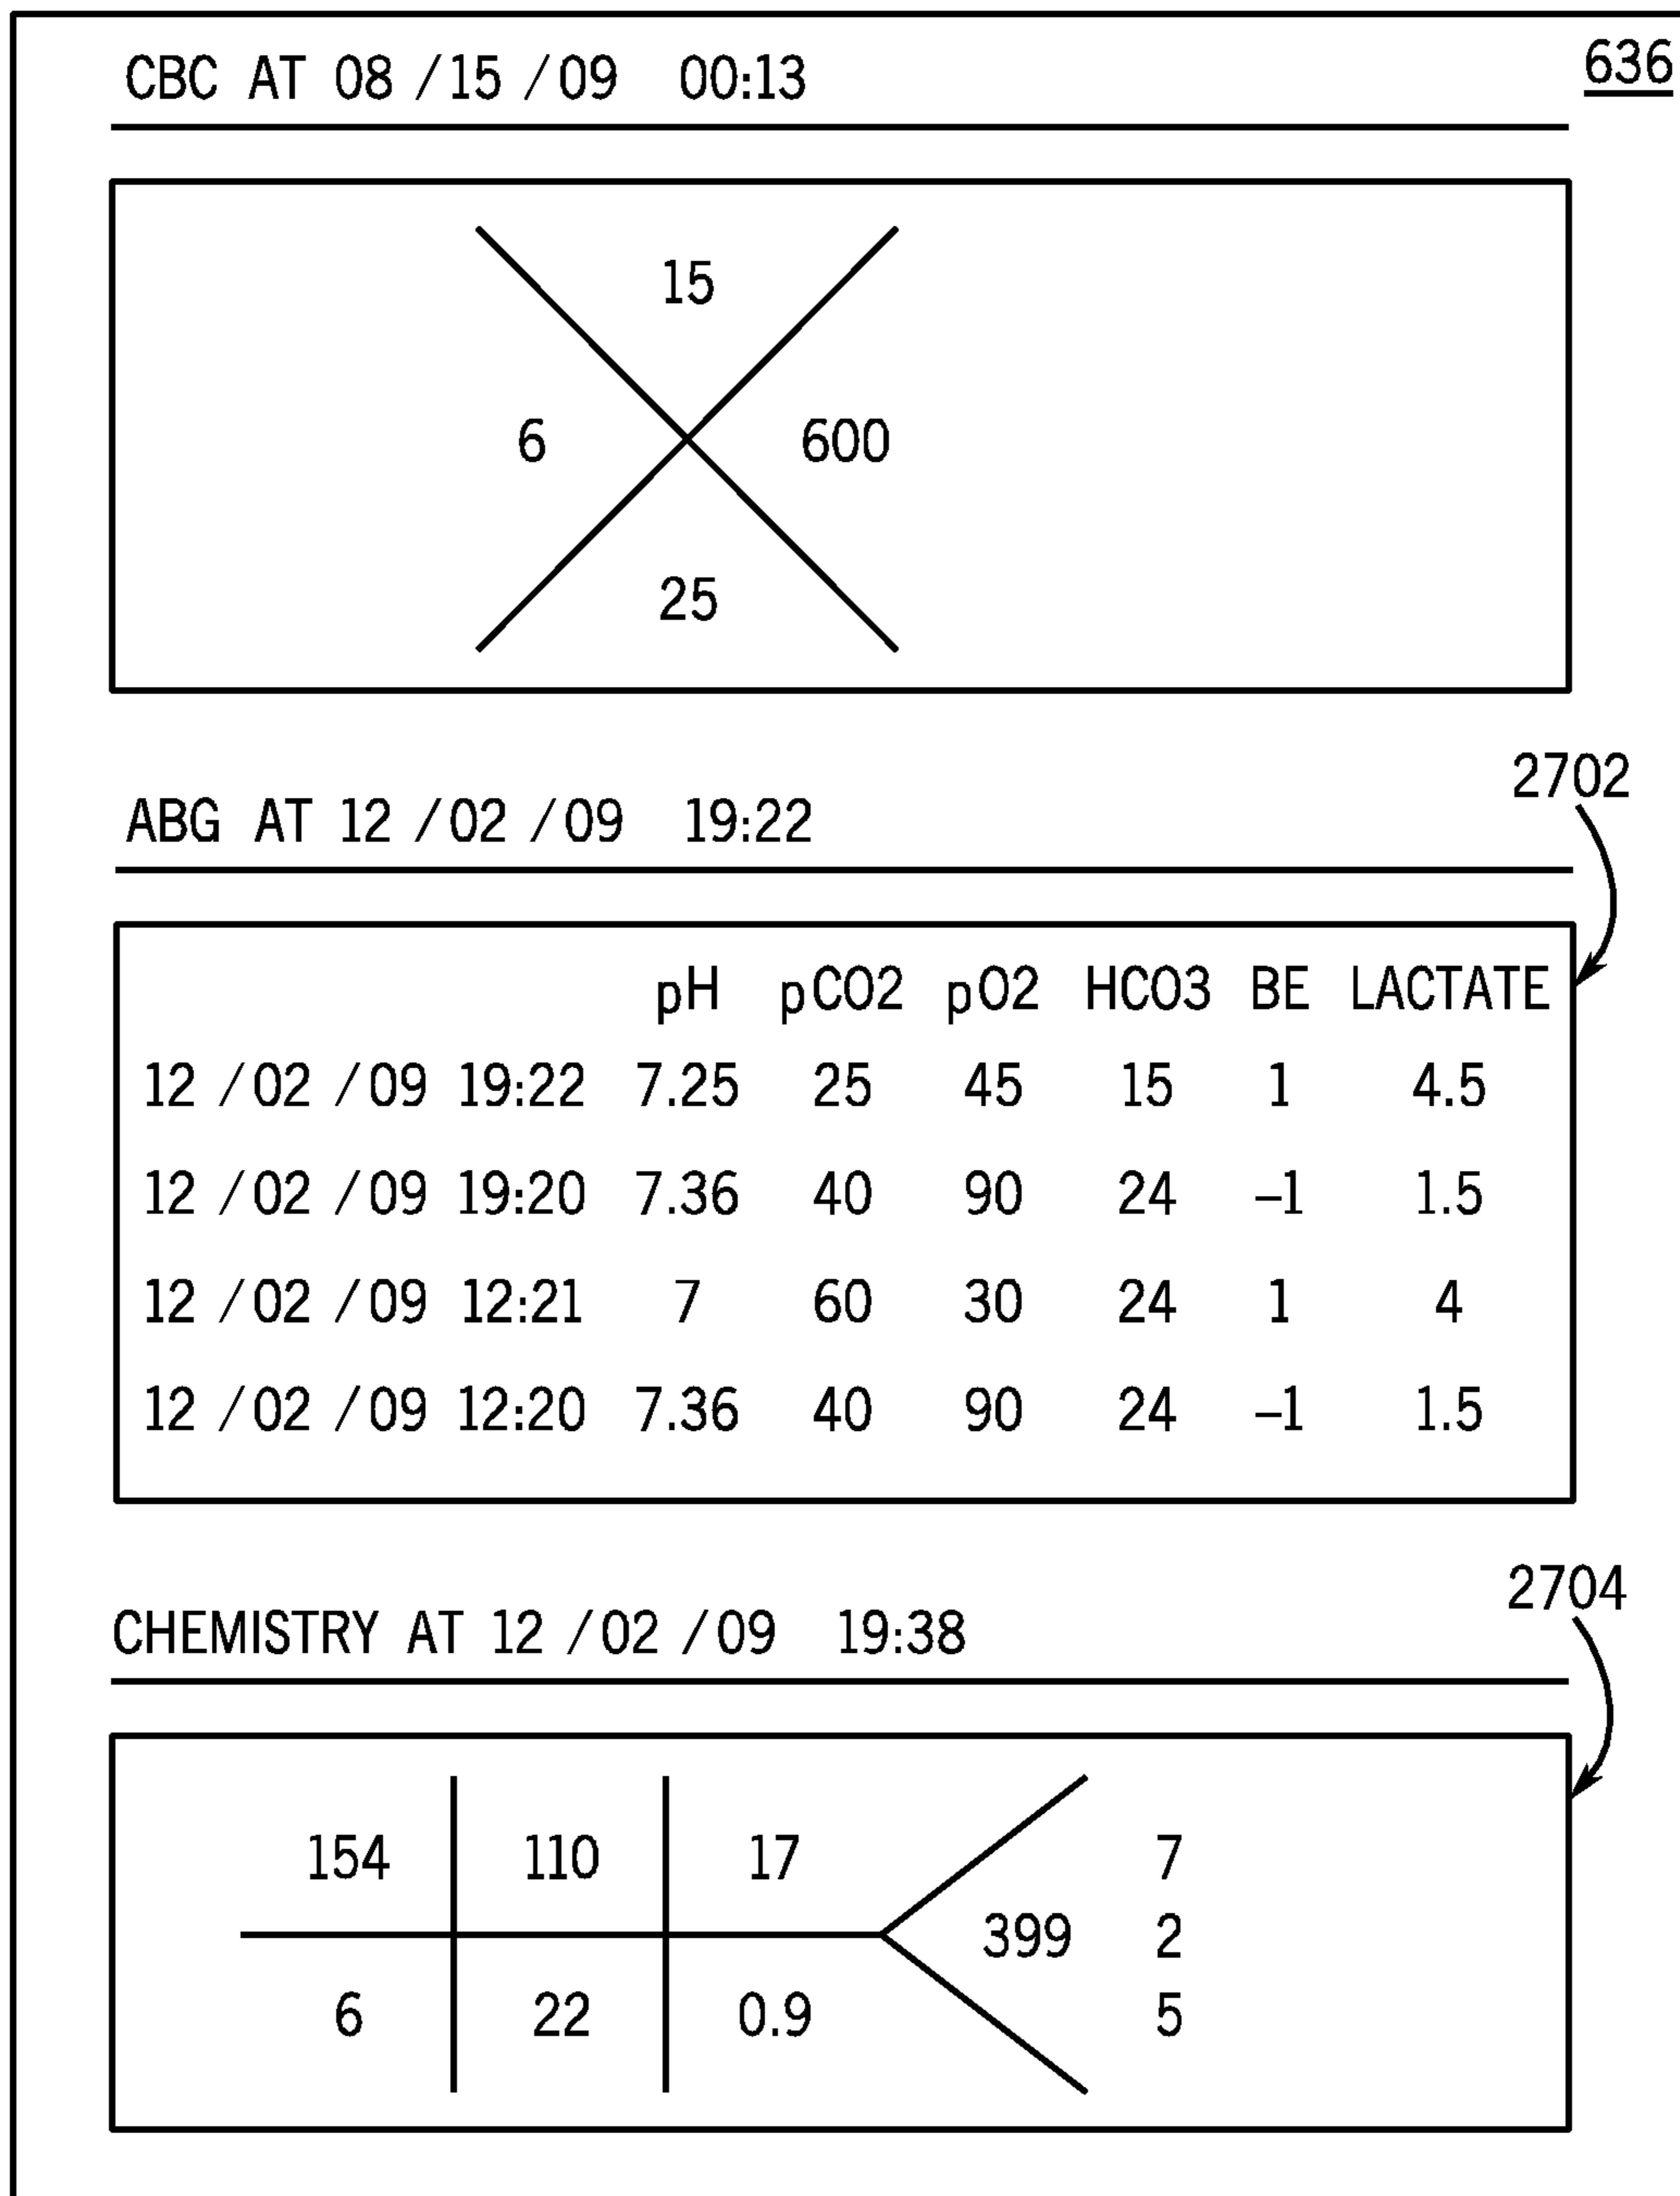 636
CBC AT 08 /15 /09 00:13
15
6 600
25
2702
ABG AT 12 /02 /09 19:22
pH pCO2 pO2 HCO3 BE LACTATE
12 /02 /09 19:22 7.25 25 45 15 1 4.5
12 /02 /09 19:20 7.36 40 90 24 –1 1.5
12 /02 /09 12:21 7 60 30 24 1 4
12 /02 /09 12:20 7.36 40 90 24 –1 1.5
2704
CHEMISTRY AT 12 /02 /09 19:38
154 110 17 7
399 2
6 22 0.9 5